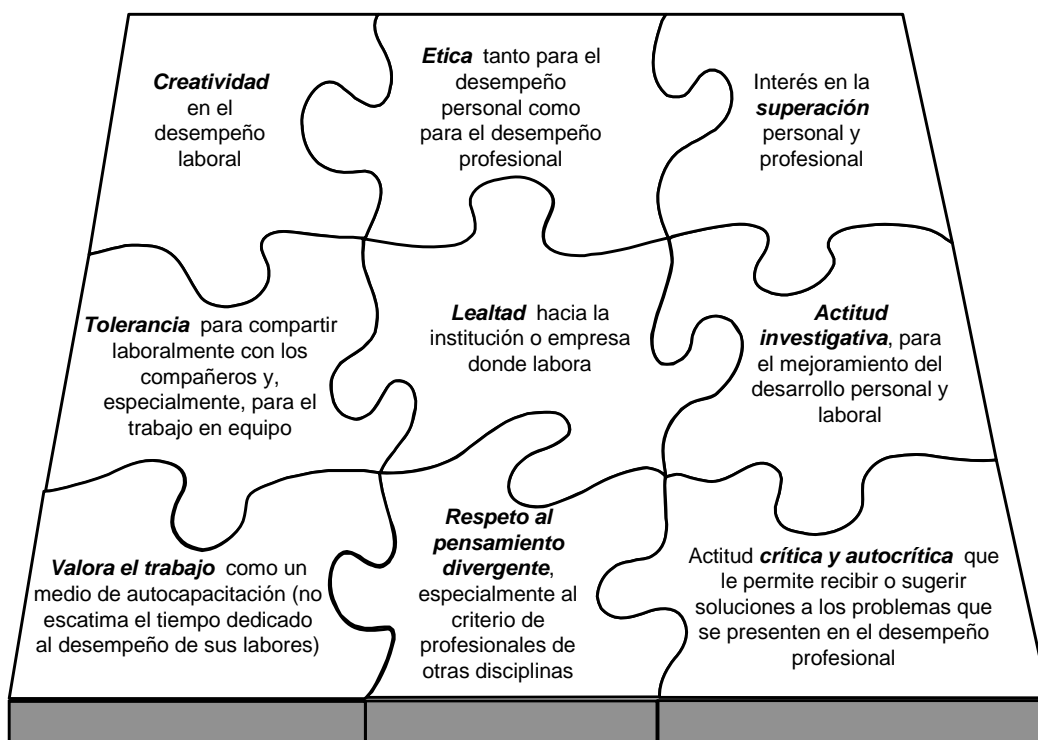 Creatividad
en el
desempeño
laboral
Etica tanto para el
desempeño
personal como
para el desempeño
profesional
Interés en la
superación
personal y
profesional
Tolerancia para compartir
laboralmente con los
compañeros y,
especialmente, para el
trabajo en equipo
Lealtad hacia la
institución o empresa
donde labora
Actitud
investigativa, para
el mejoramiento del
desarrollo personal y
laboral
Valora el trabajo como un
medio de autocapacitación (no
escatima el tiempo dedicado
al desempeño de sus labores)
Respeto al
pensamiento
divergente,
especialmente al
criterio de
profesionales de
otras disciplinas
Actitud crítica y autocrítica que
le permite recibir o sugerir
soluciones a los problemas que
se presenten en el desempeño
profesional